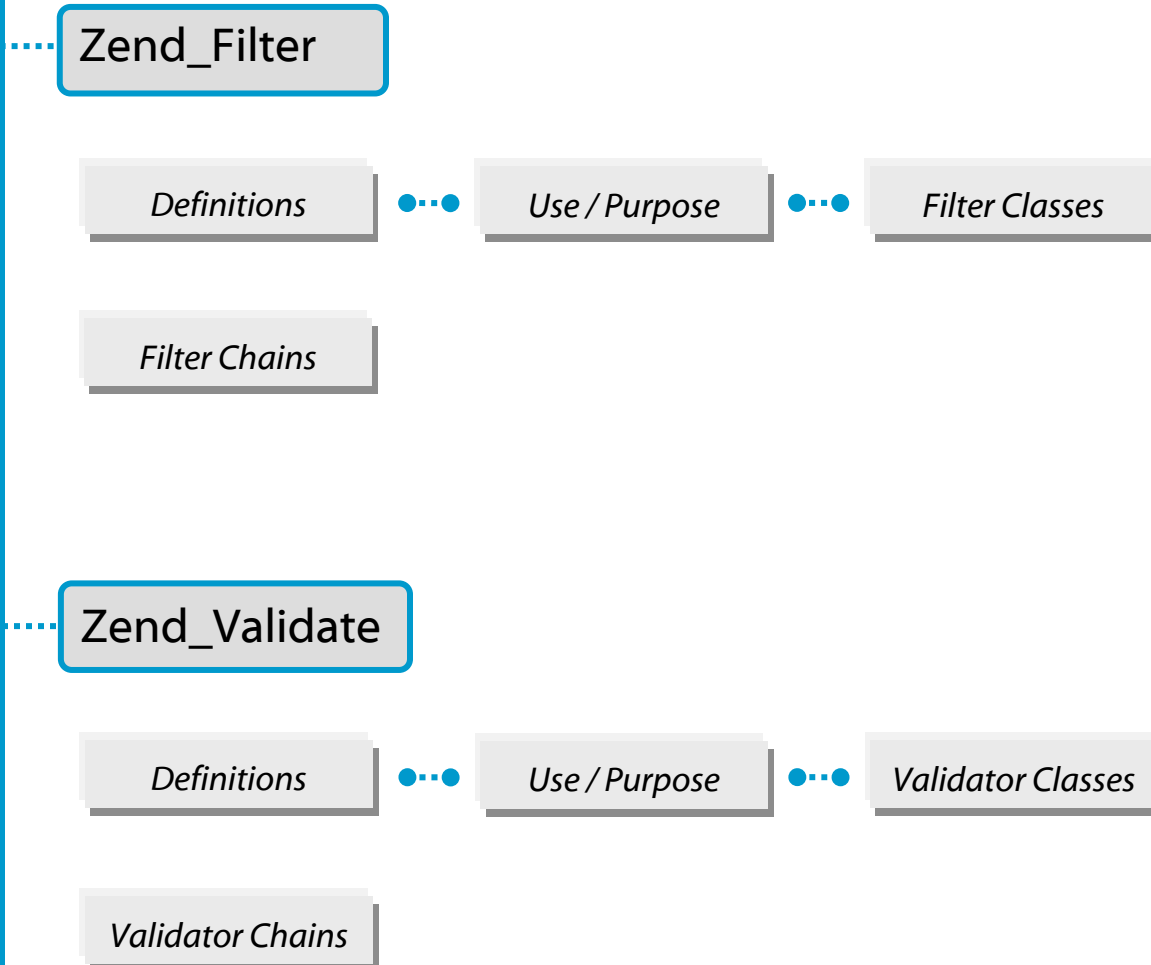 Zend_Filter
Definitions
Use / Purpose
Filter Classes
Filter Chains
Zend_Validate
Definitions
Use / Purpose
Validator Classes
Validator Chains